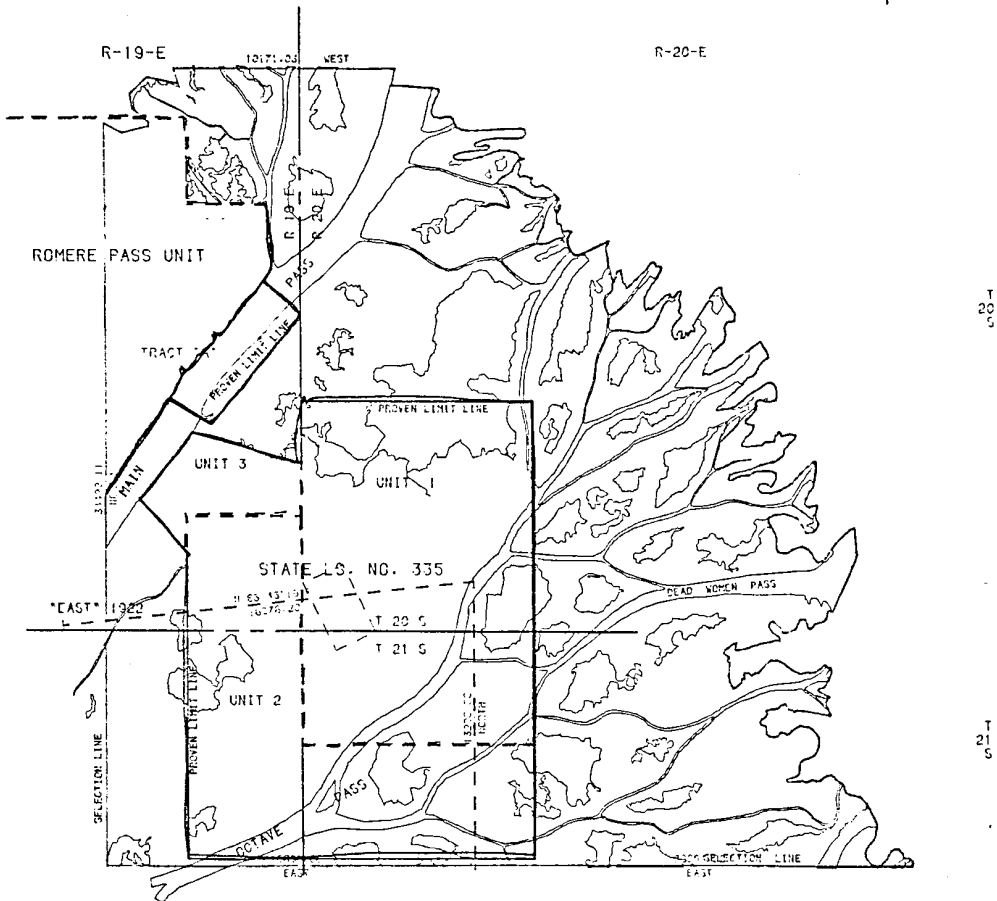 R-19-E
R-20-E
WEST
R 19 E
R 20 E
ROMERE PASS UNIT
PASS
T
20
S
TRACT
PROVEN LIMIT LINE
PROVEN LIMIT LINE
MAIN
UNIT 3
UNIT 1
STATE LS. NO. 335
DEAD WOMEN PASS
"EAST" 1922
T 20 S
T 21 S
UNIT 2
PROVEN LIMIT LINE
NORTH
T
21
S
SELECTION LINE
PASS
OCTAVE
SELECTION LINE
EAST
EAST